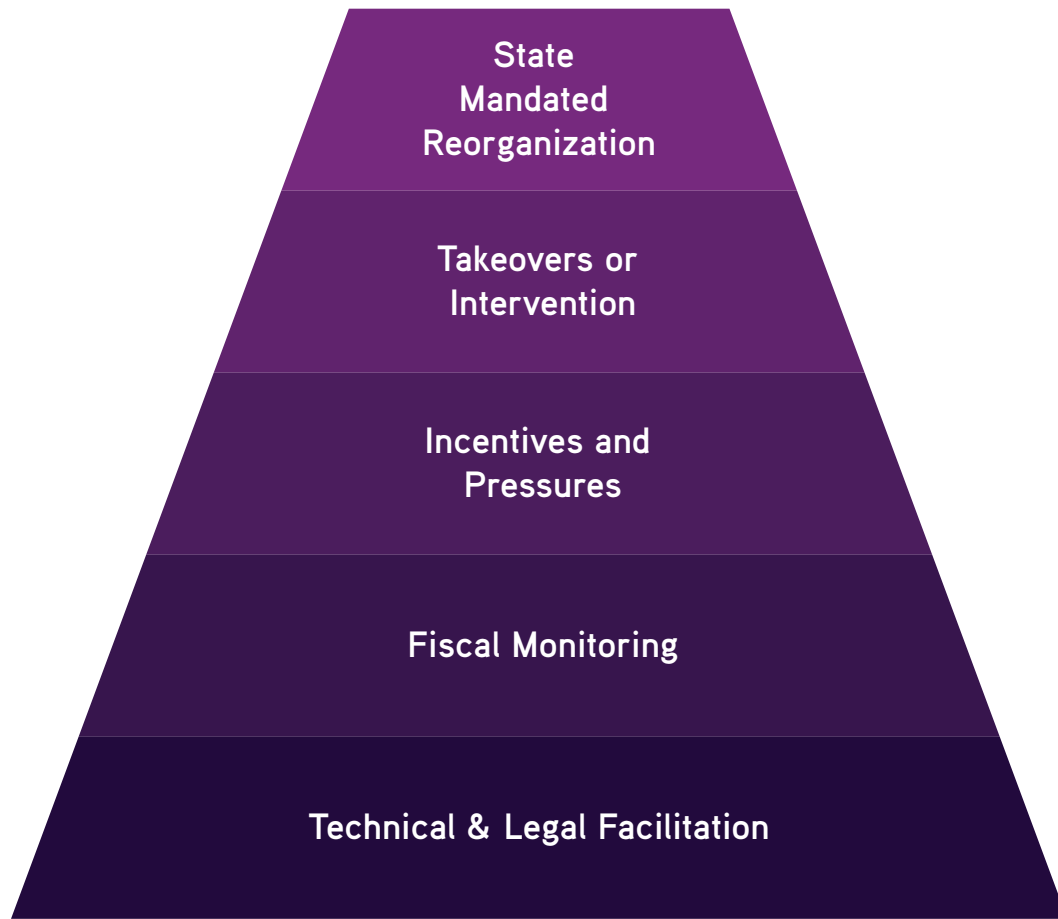 State
Mandated
Reorganization
Takeovers or
Intervention
Incentives and
Pressures
Fiscal Monitoring
Technical & Legal Facilitation